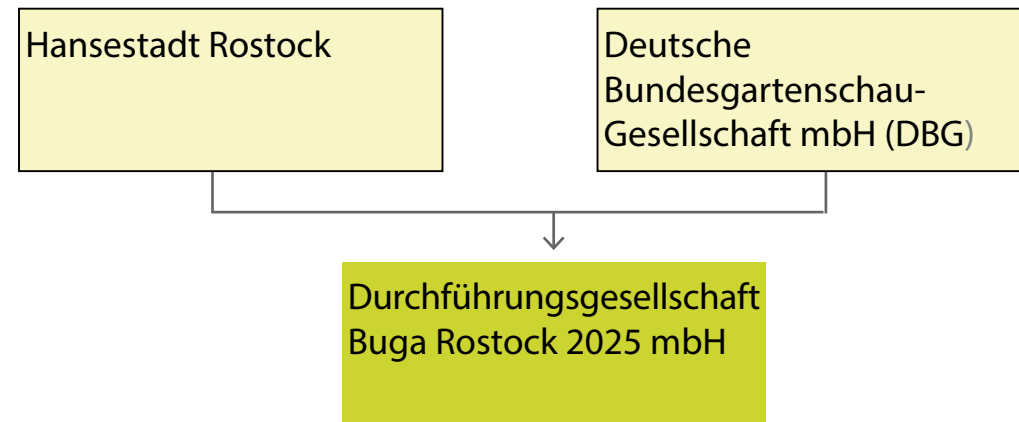 Hansestadt Rostock
Deutsche
Bundesgartenschau-
Gesellschaft mbH (DBG)
Durchführungsgesellschaft
Buga Rostock 2025 mbH